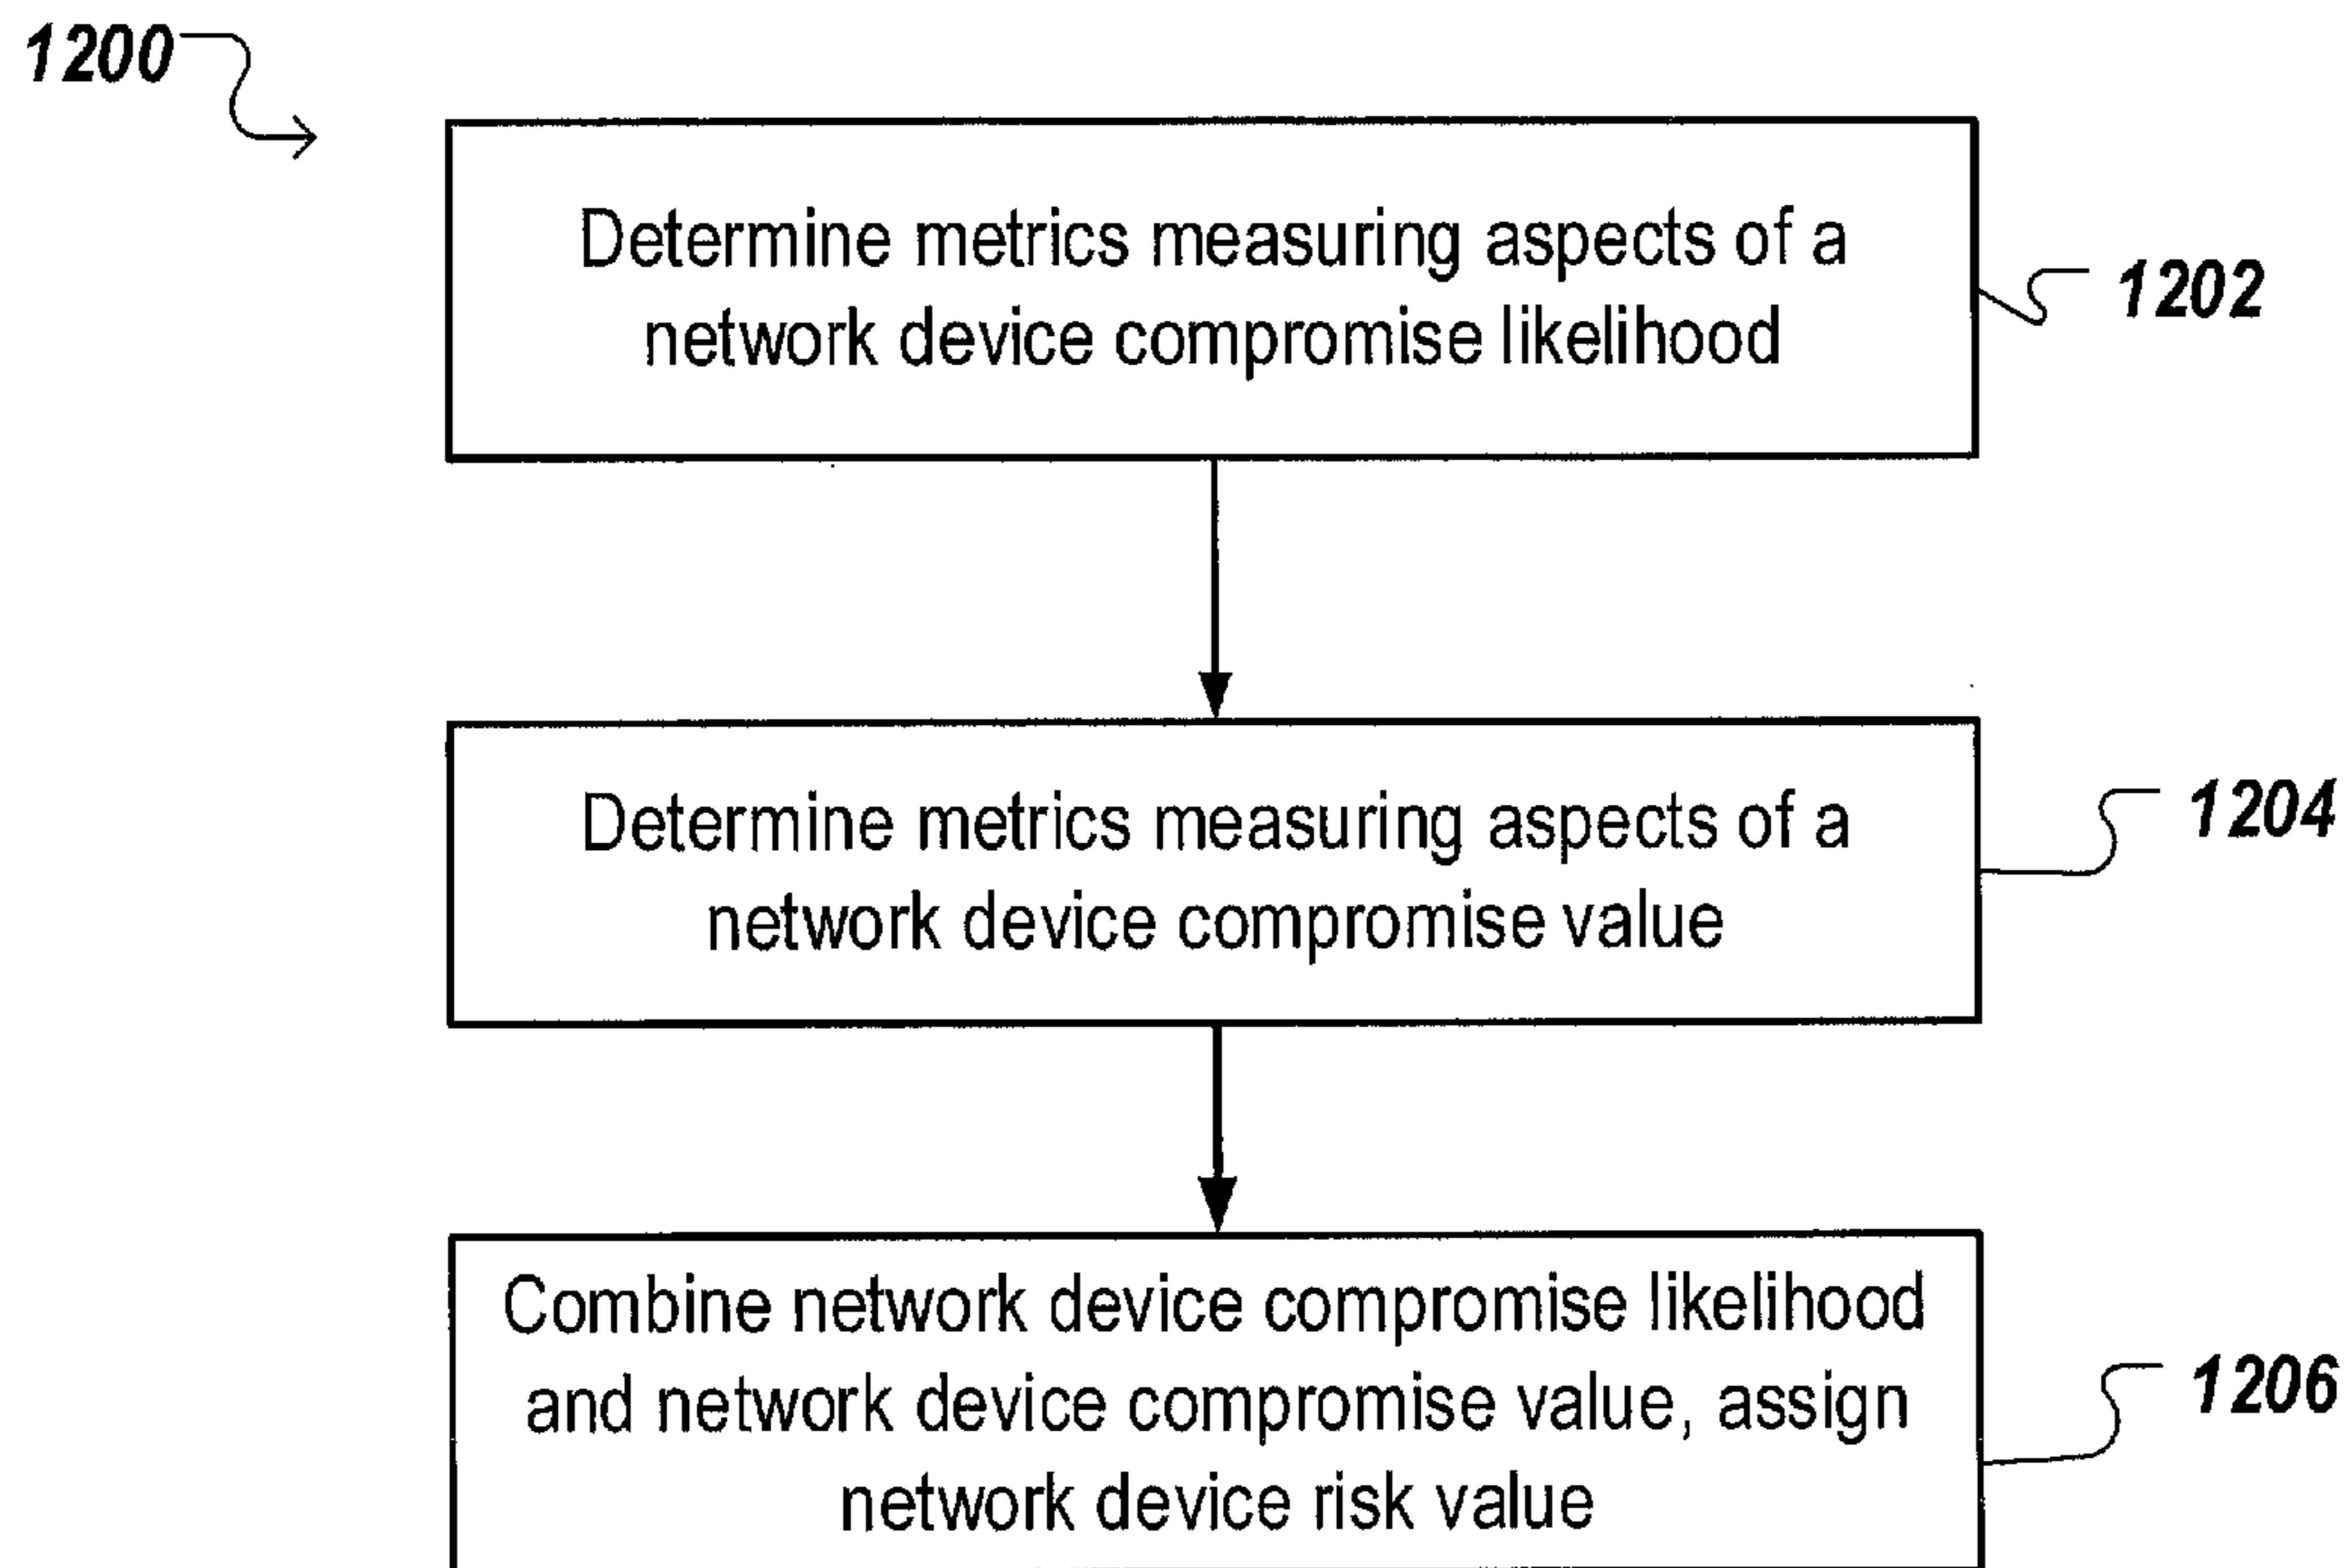 1200
Determine metrics measuring aspects of a
network device compromise likelihood
1202
Determine metrics measuring aspects of a
network device compromise value
1204
Combine network device compromise likelihood
and network device compromise value, assign
network device risk value
1206